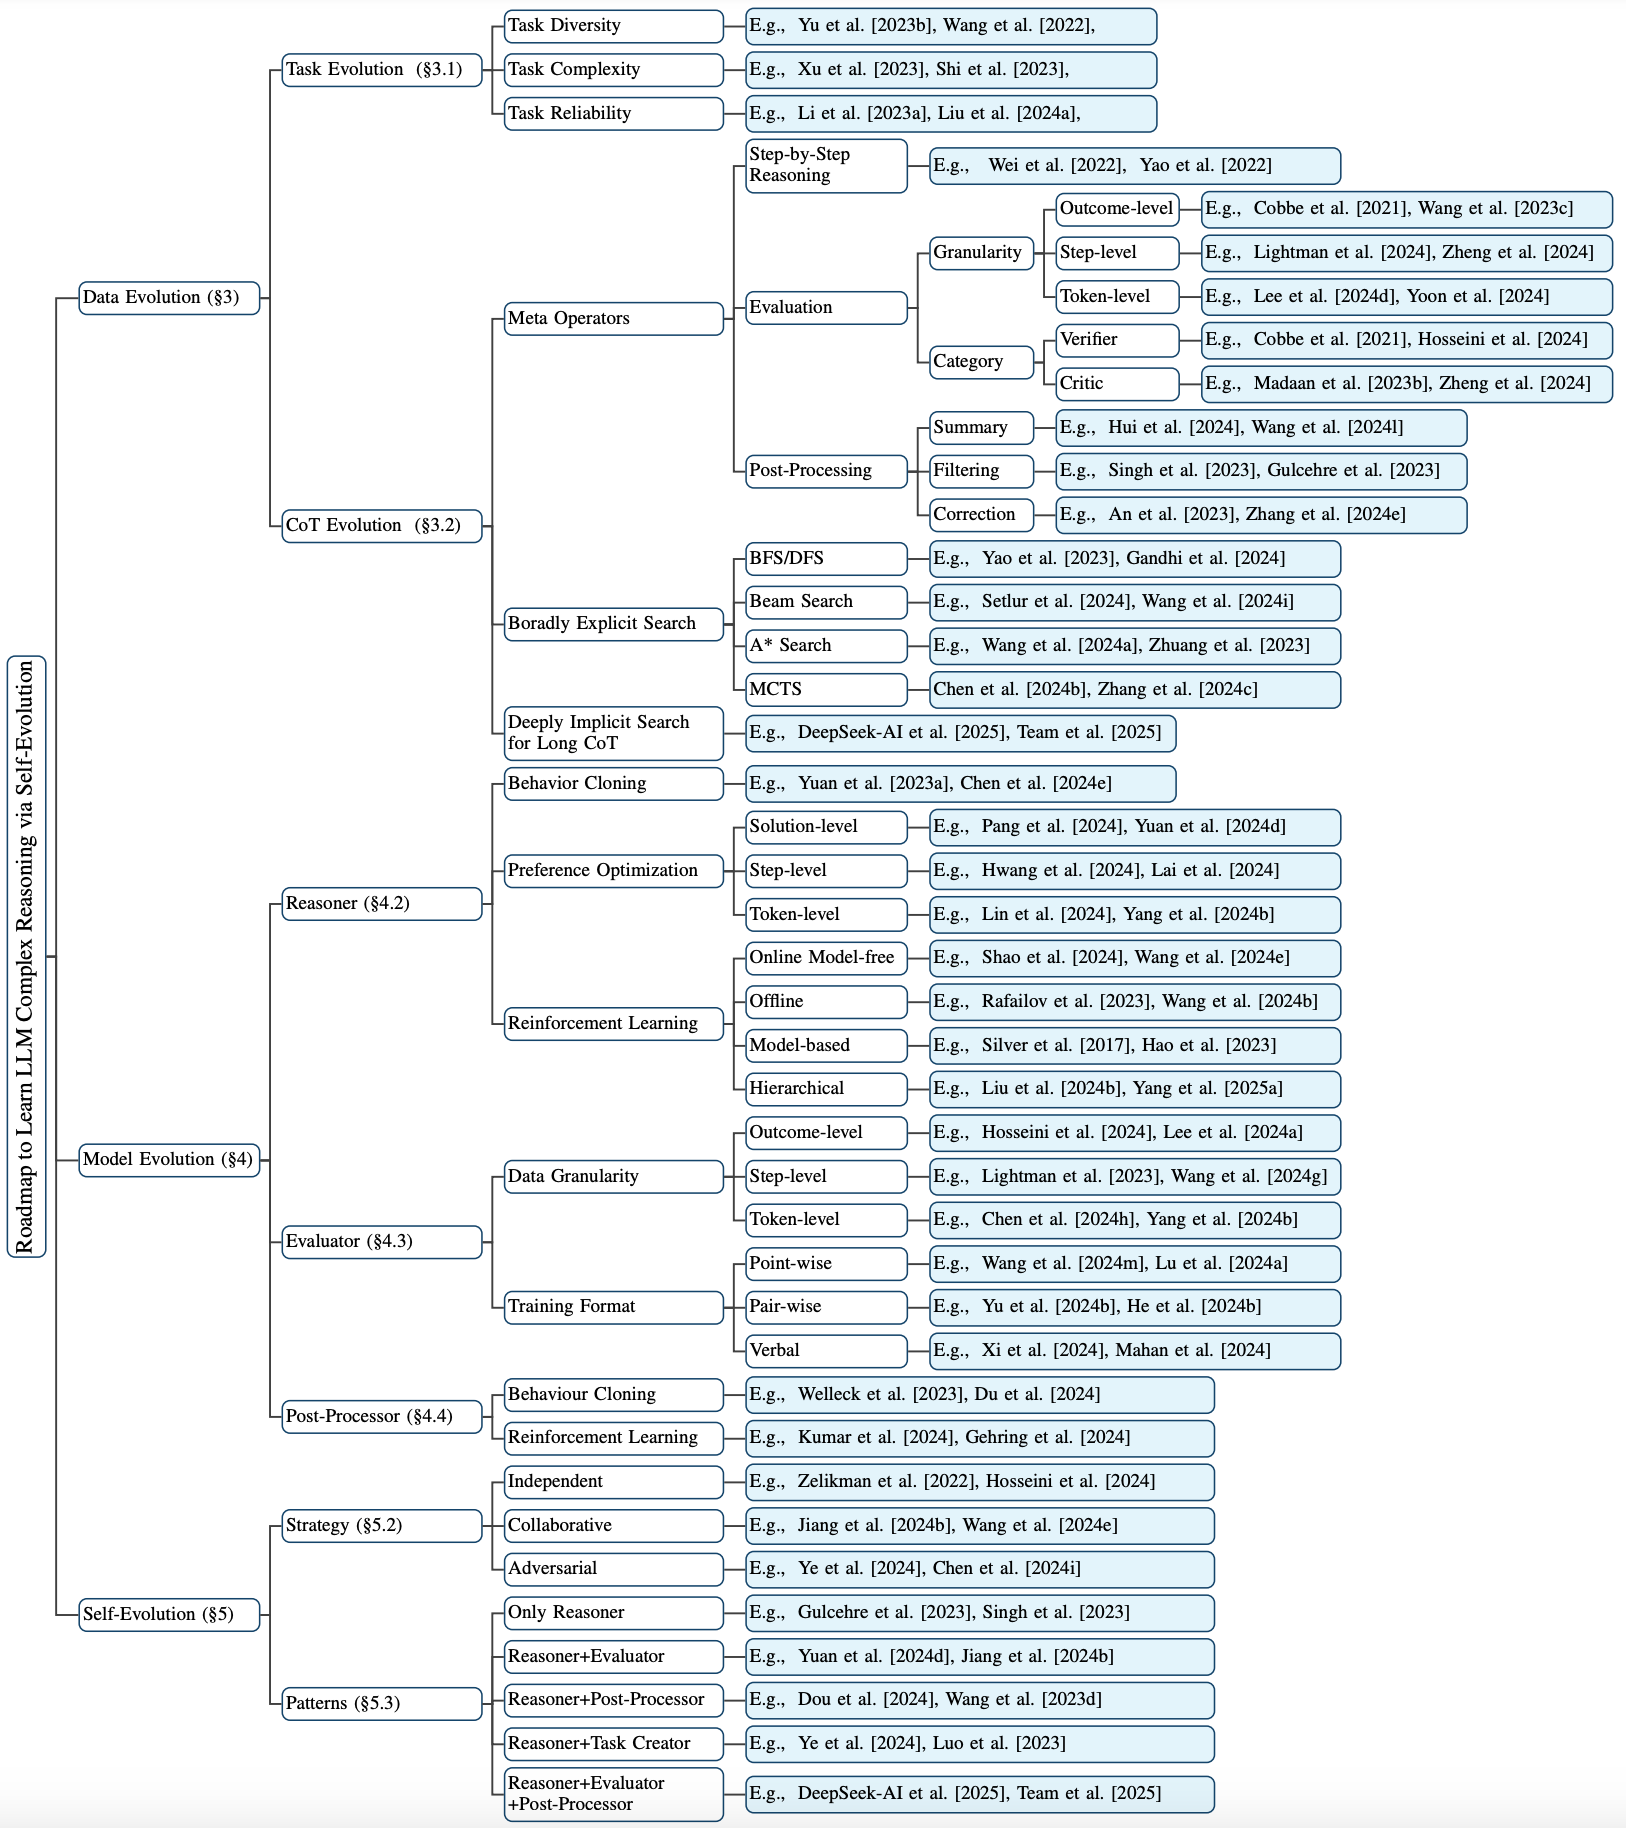 Roadmap to Learn LLM Complex Reasoning via Self-Evolution
Data Evolution (§3)
Task Evolution (§3.1)
Task Diversity
E.g., Yu et al. [2023b], Wang et al. [2022],
Task Complexity
E.g., Xu et al. [2023], Shi et al. [2023],
Task Reliability
E.g., Li et al. [2023a], Liu et al. [2024a],
CoT Evolution (§3.2)
Meta Operators
Step-by-Step
Reasoning
E.g., Wei et al. [2022], Yao et al. [2022]
Evaluation
Granularity
Outcome-level
E.g., Cobbe et al. [2021], Wang et al. [2023c]
Step-level
E.g., Lightman et al. [2024], Zheng et al. [2024]
Token-level
E.g., Lee et al. [2024d], Yoon et al. [2024]
Category
Verifier
E.g., Cobbe et al. [2021], Hosseini et al. [2024]
Critic
E.g., Madaan et al. [2023b], Zheng et al. [2024]
Post-Processing
Summary
E.g., Hui et al. [2024], Wang et al. [2024l]
Filtering
E.g., Singh et al. [2023], Gulcehre et al. [2023]
Correction
E.g., An et al. [2023], Zhang et al. [2024e]
Boradly Explicit Search
BFS/DFS
E.g., Yao et al. [2023], Gandhi et al. [2024]
Beam Search
E.g., Setlur et al. [2024], Wang et al. [2024i]
A* Search
E.g., Wang et al. [2024a], Zhuang et al. [2023]
MCTS
Chen et al. [2024b], Zhang et al. [2024c]
Deeply Implicit Search
for Long CoT
E.g., DeepSeek-AI et al. [2025], Team et al. [2025]
Model Evolution (§4)
Reasoner (§4.2)
Behavior Cloning
E.g., Yuan et al. [2023a], Chen et al. [2024e]
Preference Optimization
Solution-level
E.g., Pang et al. [2024], Yuan et al. [2024d]
Step-level
E.g., Hwang et al. [2024], Lai et al. [2024]
Token-level
E.g., Lin et al. [2024], Yang et al. [2024b]
Reinforcement Learning
Online Model-free
E.g., Shao et al. [2024], Wang et al. [2024e]
Offline
E.g., Rafailov et al. [2023], Wang et al. [2024b]
Model-based
E.g., Silver et al. [2017], Hao et al. [2023]
Hierarchical
E.g., Liu et al. [2024b], Yang et al. [2025a]
Evaluator (§4.3)
Data Granularity
Outcome-level
E.g., Hosseini et al. [2024], Lee et al. [2024a]
Step-level
E.g., Lightman et al. [2023], Wang et al. [2024g]
Token-level
E.g., Chen et al. [2024h], Yang et al. [2024b]
Training Format
Point-wise
E.g., Wang et al. [2024m], Lu et al. [2024a]
Pair-wise
E.g., Yu et al. [2024b], He et al. [2024b]
Verbal
E.g., Xi et al. [2024], Mahan et al. [2024]
Post-Processor (§4.4)
Behaviour Cloning
E.g., Welleck et al. [2023], Du et al. [2024]
Reinforcement Learning
E.g., Kumar et al. [2024], Gehring et al. [2024]
Self-Evolution (§5)
Strategy (§5.2)
Independent
E.g., Zelikman et al. [2022], Hosseini et al. [2024]
Collaborative
E.g., Jiang et al. [2024b], Wang et al. [2024e]
Adversarial
E.g., Ye et al. [2024], Chen et al. [2024i]
Patterns (§5.3)
Only Reasoner
E.g., Gulcehre et al. [2023], Singh et al. [2023]
Reasoner+Evaluator
E.g., Yuan et al. [2024d], Jiang et al. [2024b]
Reasoner+Post-Processor
E.g., Dou et al. [2024], Wang et al. [2023d]
Reasoner+Task Creator
E.g., Ye et al. [2024], Luo et al. [2023]
Reasoner+Evaluator
+Post-Processor
E.g., DeepSeek-AI et al. [2025], Team et al. [2025]